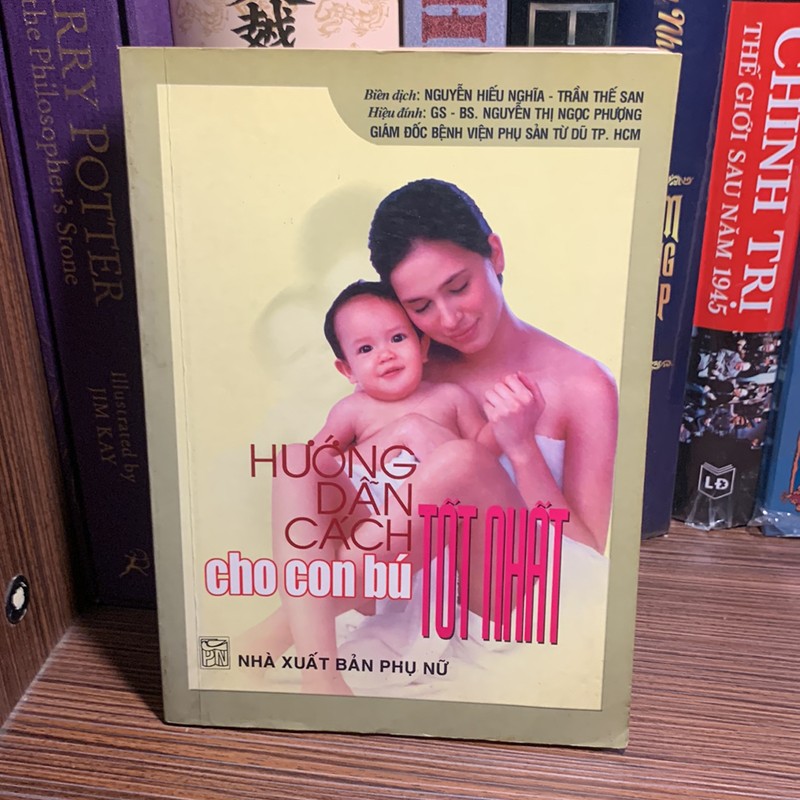 Biên dịch: NGUYỄN HIẾU NGHĨA - TRẦN THẾ SAN
Hiệu đính: GS - BS. NGUYỄN THỊ NGỌC PHƯỢNG
GIÁM ĐỐC BỆNH VIỆN PHỤ SẢN TỪ DŨ TP. HCM
HƯỚNG
DẪN
CÁCH
cho con bú
TỐT NHẤT
PN
NHÀ XUẤT BẢN PHỤ NỮ
RRY POTTER
the Philosopher's Stone
Illustrated by
JIM KAY
越
CHÍNH TRỊ
THẾ GIỚI SAU NĂM 1945
LĐ